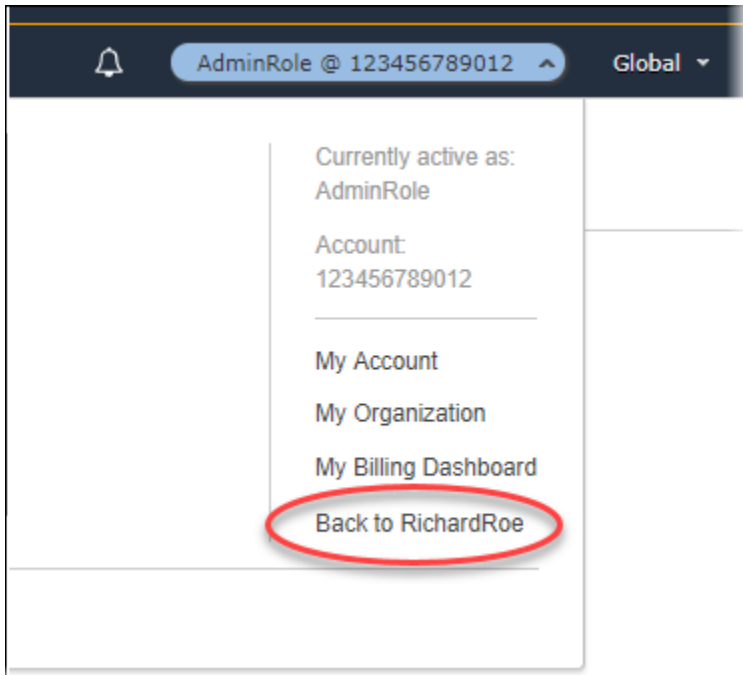 AdminRole @ 123456789012
Global
Currently active as:
AdminRole
Account:
123456789012
My Account
My Organization
My Billing Dashboard
Back to RichardRoe